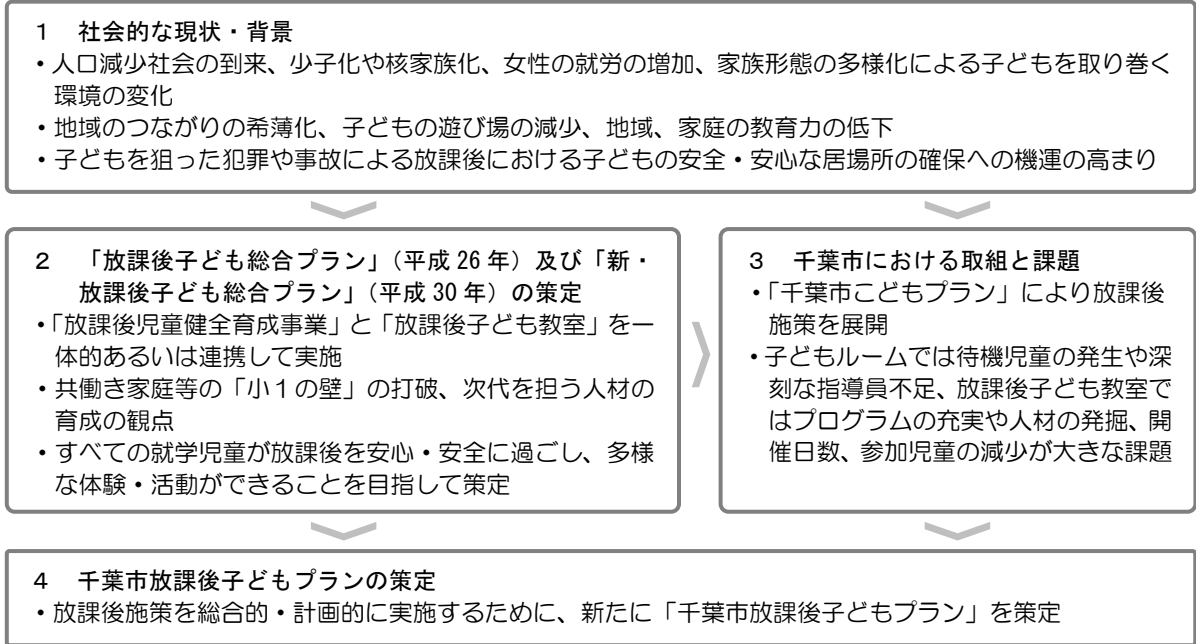 １　社会的な現状・背景
・人口減少社会の到来、少子化や核家族化、女性の就労の増加、家族形態の多様化による子どもを取り巻く
環境の変化
・地域のつながりの希薄化、子どもの遊び場の減少、地域、家庭の教育力の低下
・子どもを狙った犯罪や事故による放課後における子どもの安全・安心な居場所の確保への機運の高まり
２　「放課後子ども総合プラン」（平成 26 年）及び「新・
放課後子ども総合プラン」（平成 30 年）の策定
・「放課後児童健全育成事業」と「放課後子ども教室」を一
体的あるいは連携して実施
・共働き家庭等の「小１の壁」の打破、次代を担う人材の
育成の観点
・すべての就学児童が放課後を安心・安全に過ごし、多様
な体験・活動ができることを目指して策定
３　千葉市における取組と課題
・「千葉市こどもプラン」により放課後
施策を展開
・子どもルームでは待機児童の発生や深
刻な指導員不足、放課後子ども教室で
はプログラムの充実や人材の発掘、開
催日数、参加児童の減少が大きな課題
４　千葉市放課後子どもプランの策定
・放課後施策を総合的・計画的に実施するために、新たに「千葉市放課後子どもプラン」を策定